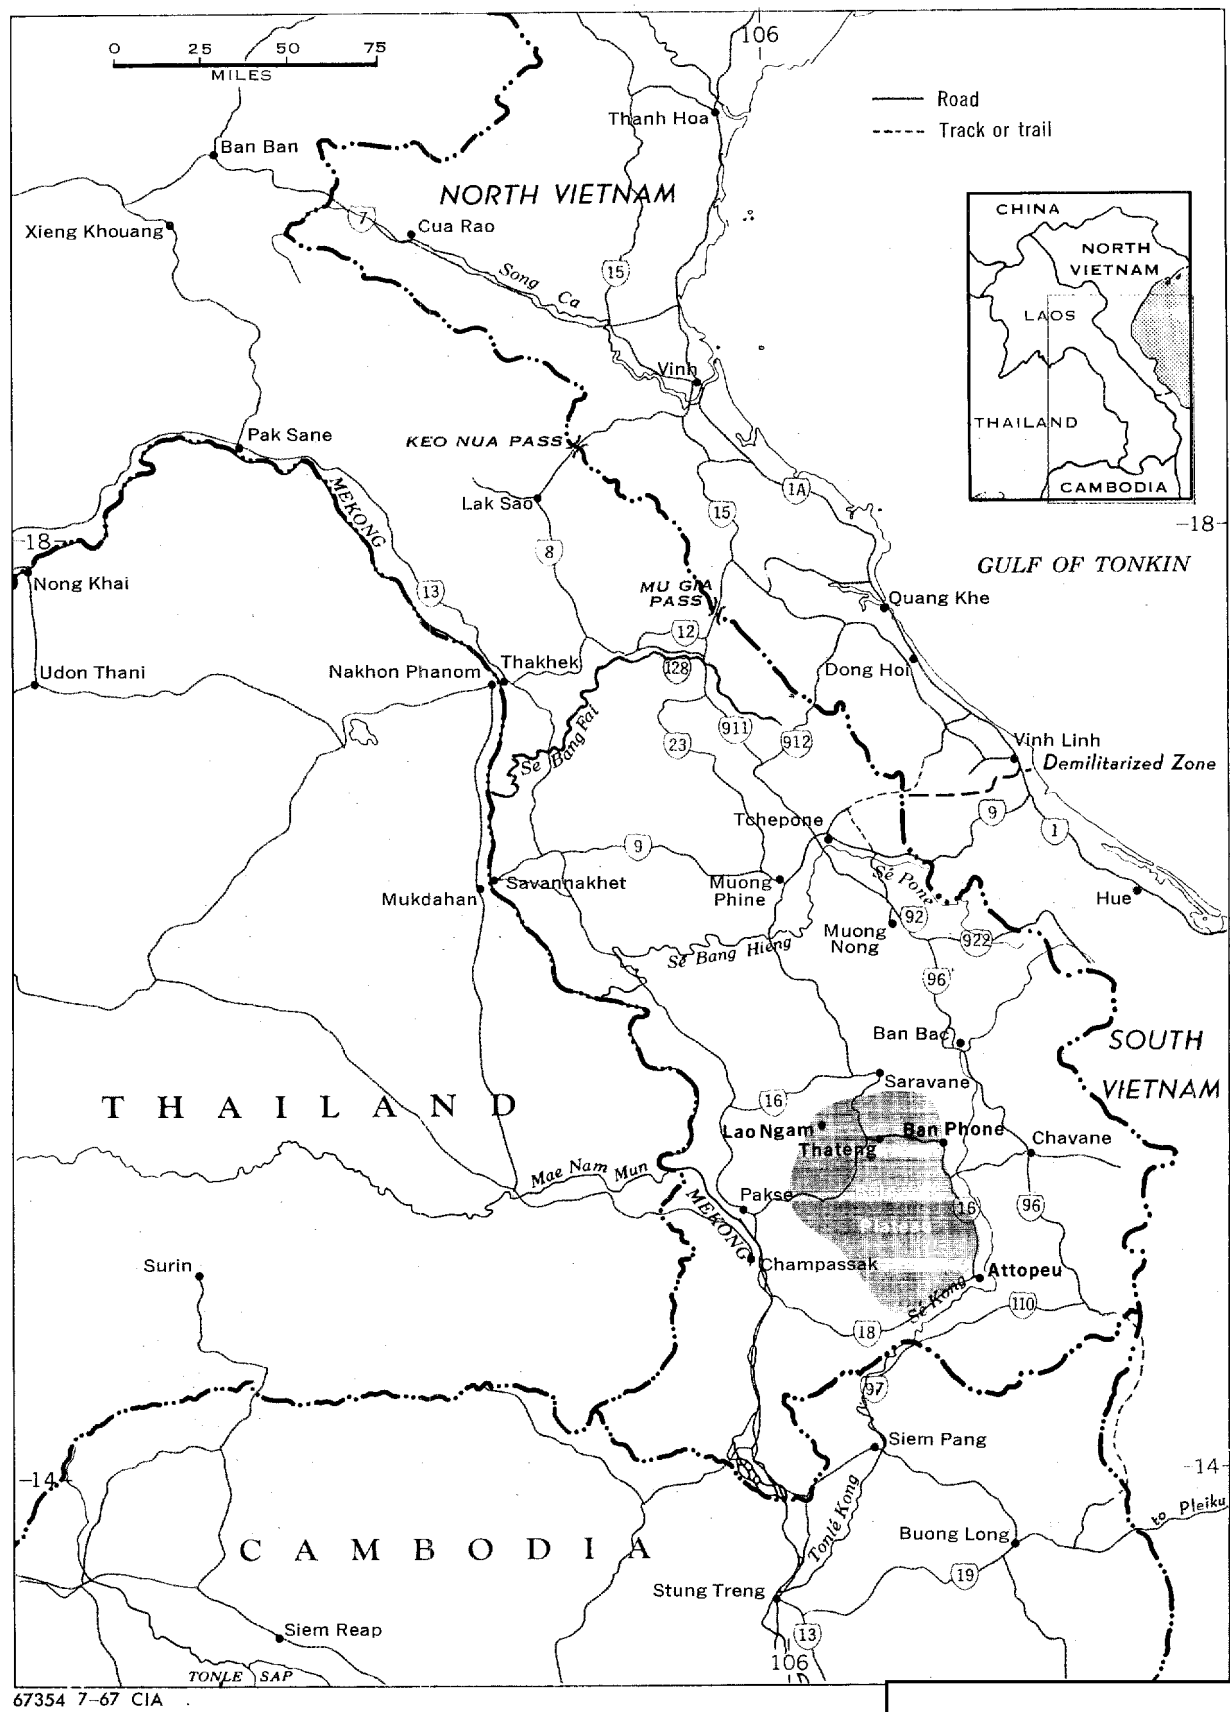 106
0 25 50 75
MILES
Road
Track or trail
Thanh Hoa
Ban Ban
NORTH VIETNAM
CHINA
7
Cua Rao
Xieng Khouang
NORTH
VIETNAM
15
Song Ca
LAOS
Vinh
THAILAND
Pak Sane
KEO NUA PASS
MEKONG
CAMBODIA
1A
Lak Sao
15
18
18
8
GULF OF TONKIN
Nong Khai
13
MU GIA
PASS
Quang Khe
12
Udon Thani
Nakhon Phanom
Thakhek
128
Dong Hoi
Se Bang Fai
23
911
912
Vinh Linh
Demilitarized Zone
Tchepone
9
1
9
Savannakhet
Mukdahan
Muong
Phine
Sé Pone
Hue
92
Muong
Nong
922
Sé Bang Hieng
96
Ban Bac
SOUTH
VIETNAM
Saravane
THAILAND
16
Lao Ngam
Ban Phone
Thateng
Chavane
Mae Nam Mun
MEKONG
Pakse
16
96
Plateau
Surin
Champassak
Attopeu
Sé Kong
110
18
97
Siem Pang
14
14
Tonlé Kong
to Pleiku
CAMBODIA
Buong Long
19
Stung Treng
Siem Reap
13
TONLE SAP
106
67354 7-67 CIA